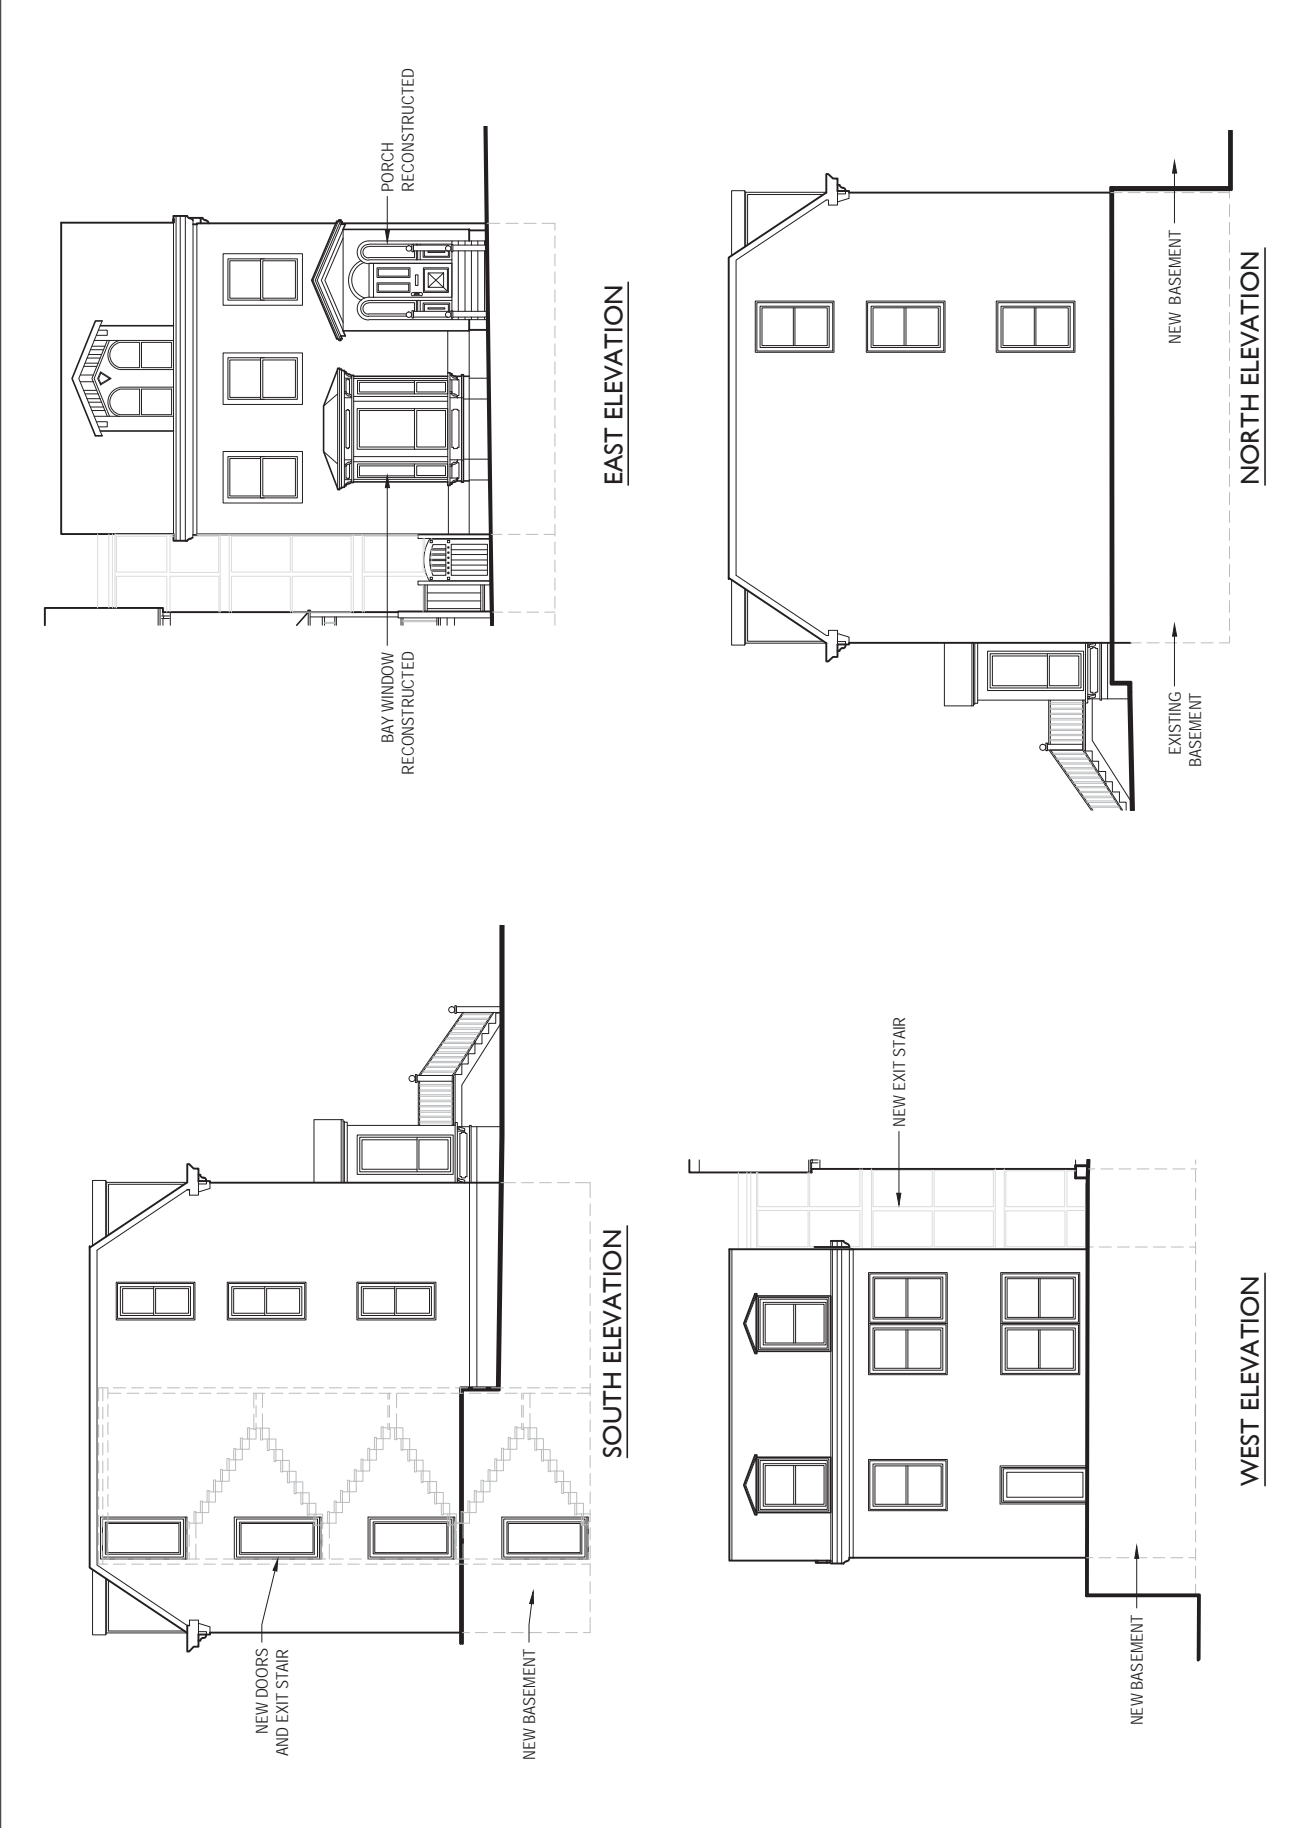 NEW DOORS
AND EXIT STAIR
NEW BASEMENT
SOUTH ELEVATION
BAY WINDOW
RECONSTRUCTED
PORCH
RECONSTRUCTED
EAST ELEVATION
NEW BASEMENT
NEW EXIT STAIR
WEST ELEVATION
EXISTING
BASEMENT
NEW BASEMENT
NORTH ELEVATION